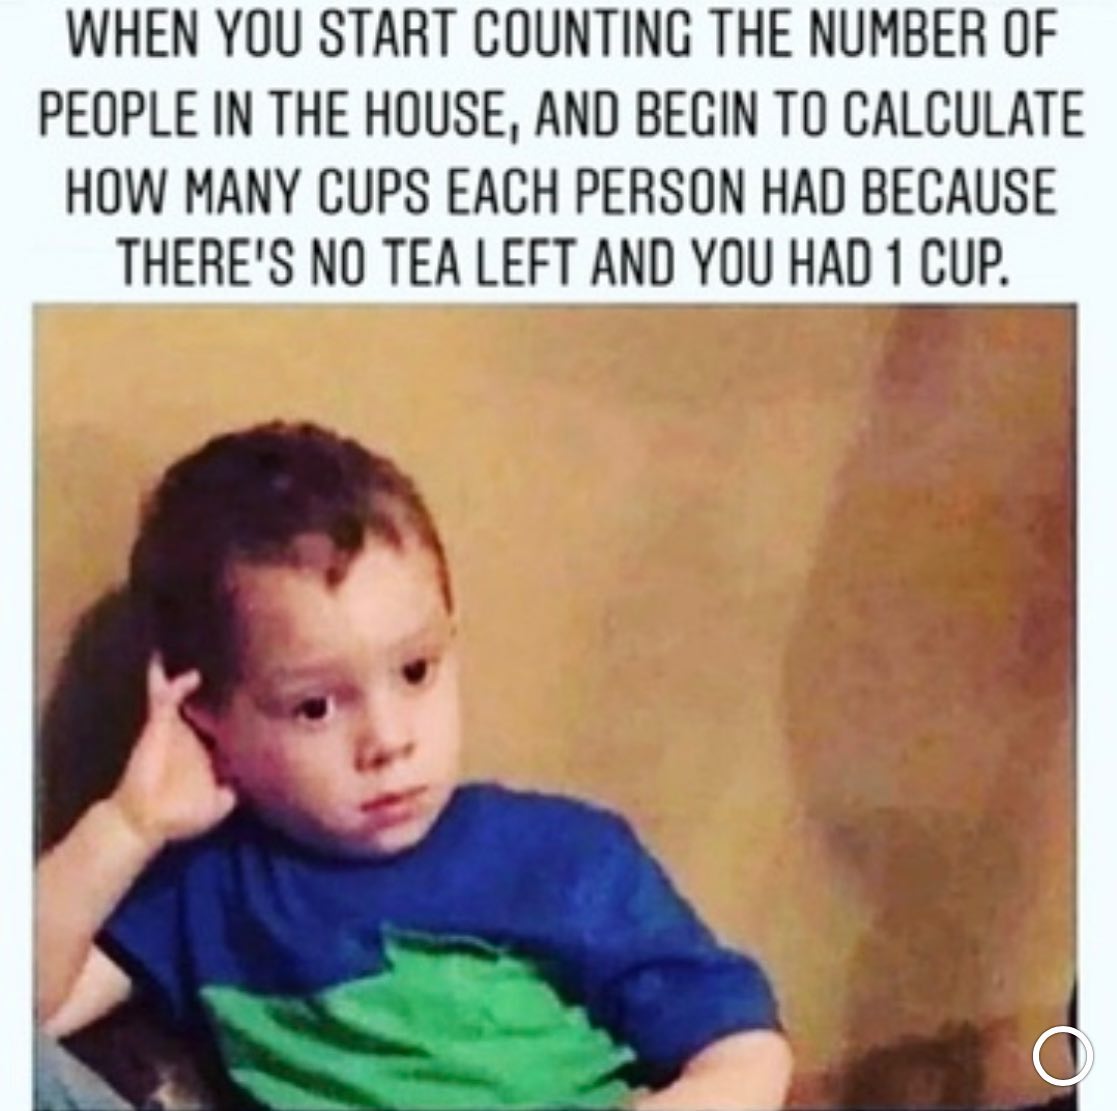 WHEN YOU START COUNTING THE NUMBER OF
PEOPLE IN THE HOUSE, AND BEGIN TO CALCULATE
HOW MANY CUPS EACH PERSON HAD BECAUSE
THERE'S NO TEA LEFT AND YOU HAD 1 CUP.